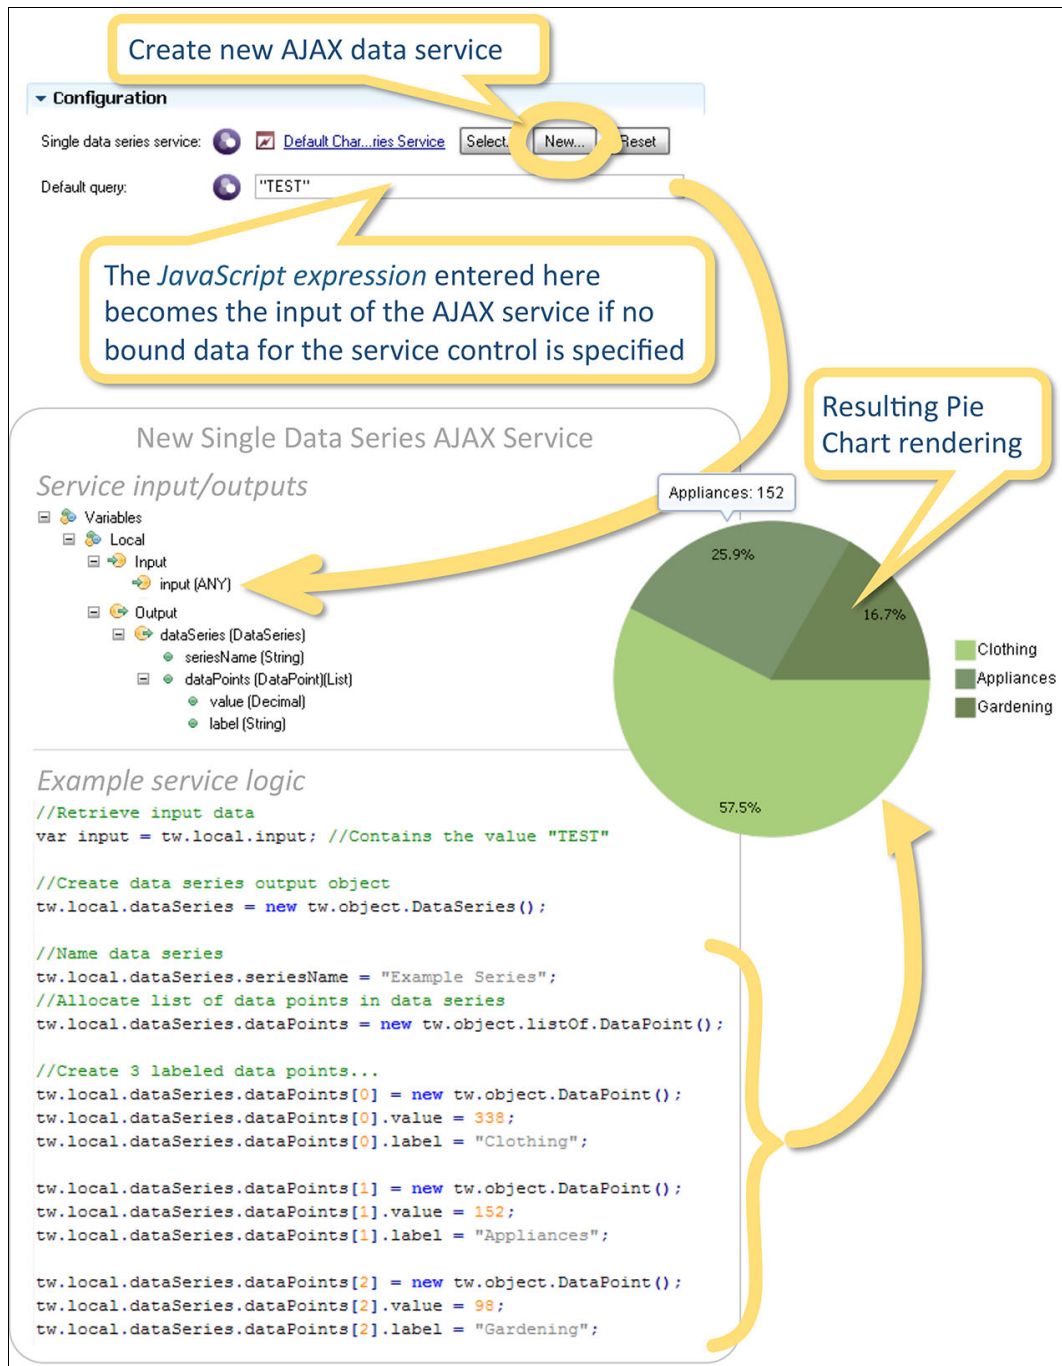 Create new AJAX data service
Configuration
Single data series service:
Default Char...ries Service
Select.
New...
Reset
Default query:
"TEST"
The JavaScript expression entered here
becomes the input of the AJAX service if no
bound data for the service control is specified
Resulting Pie
Chart rendering
New Single Data Series AJAX Service
Service input/outputs
Variables
Local
Input
input (ANY)
Output
dataSeries (DataSeries)
seriesName (String)
dataPoints (DataPoint)(List)
value (Decimal)
label (String)
Appliances: 152
25.9%
16.7%
57.5%
Clothing
Appliances
Gardening
Example service logic
//Retrieve input data
var input = tw.local.input; //Contains the value "TEST"
//Create data series output object
tw.local.dataSeries = new tw.object.DataSeries();
//Name data series
tw.local.dataSeries.seriesName = "Example Series";
//Allocate list of data points in data series
tw.local.dataSeries.dataPoints = new tw.object.listOf.DataPoint();
//Create 3 labeled data points...
tw.local.dataSeries.dataPoints[0] = new tw.object.DataPoint();
tw.local.dataSeries.dataPoints[0].value = 338;
tw.local.dataSeries.dataPoints[0].label = "Clothing";
tw.local.dataSeries.dataPoints[1] = new tw.object.DataPoint();
tw.local.dataSeries.dataPoints[1].value = 152;
tw.local.dataSeries.dataPoints[1].label = "Appliances";
tw.local.dataSeries.dataPoints[2] = new tw.object.DataPoint();
tw.local.dataSeries.dataPoints[2].value = 98;
tw.local.dataSeries.dataPoints[2].label = "Gardening";